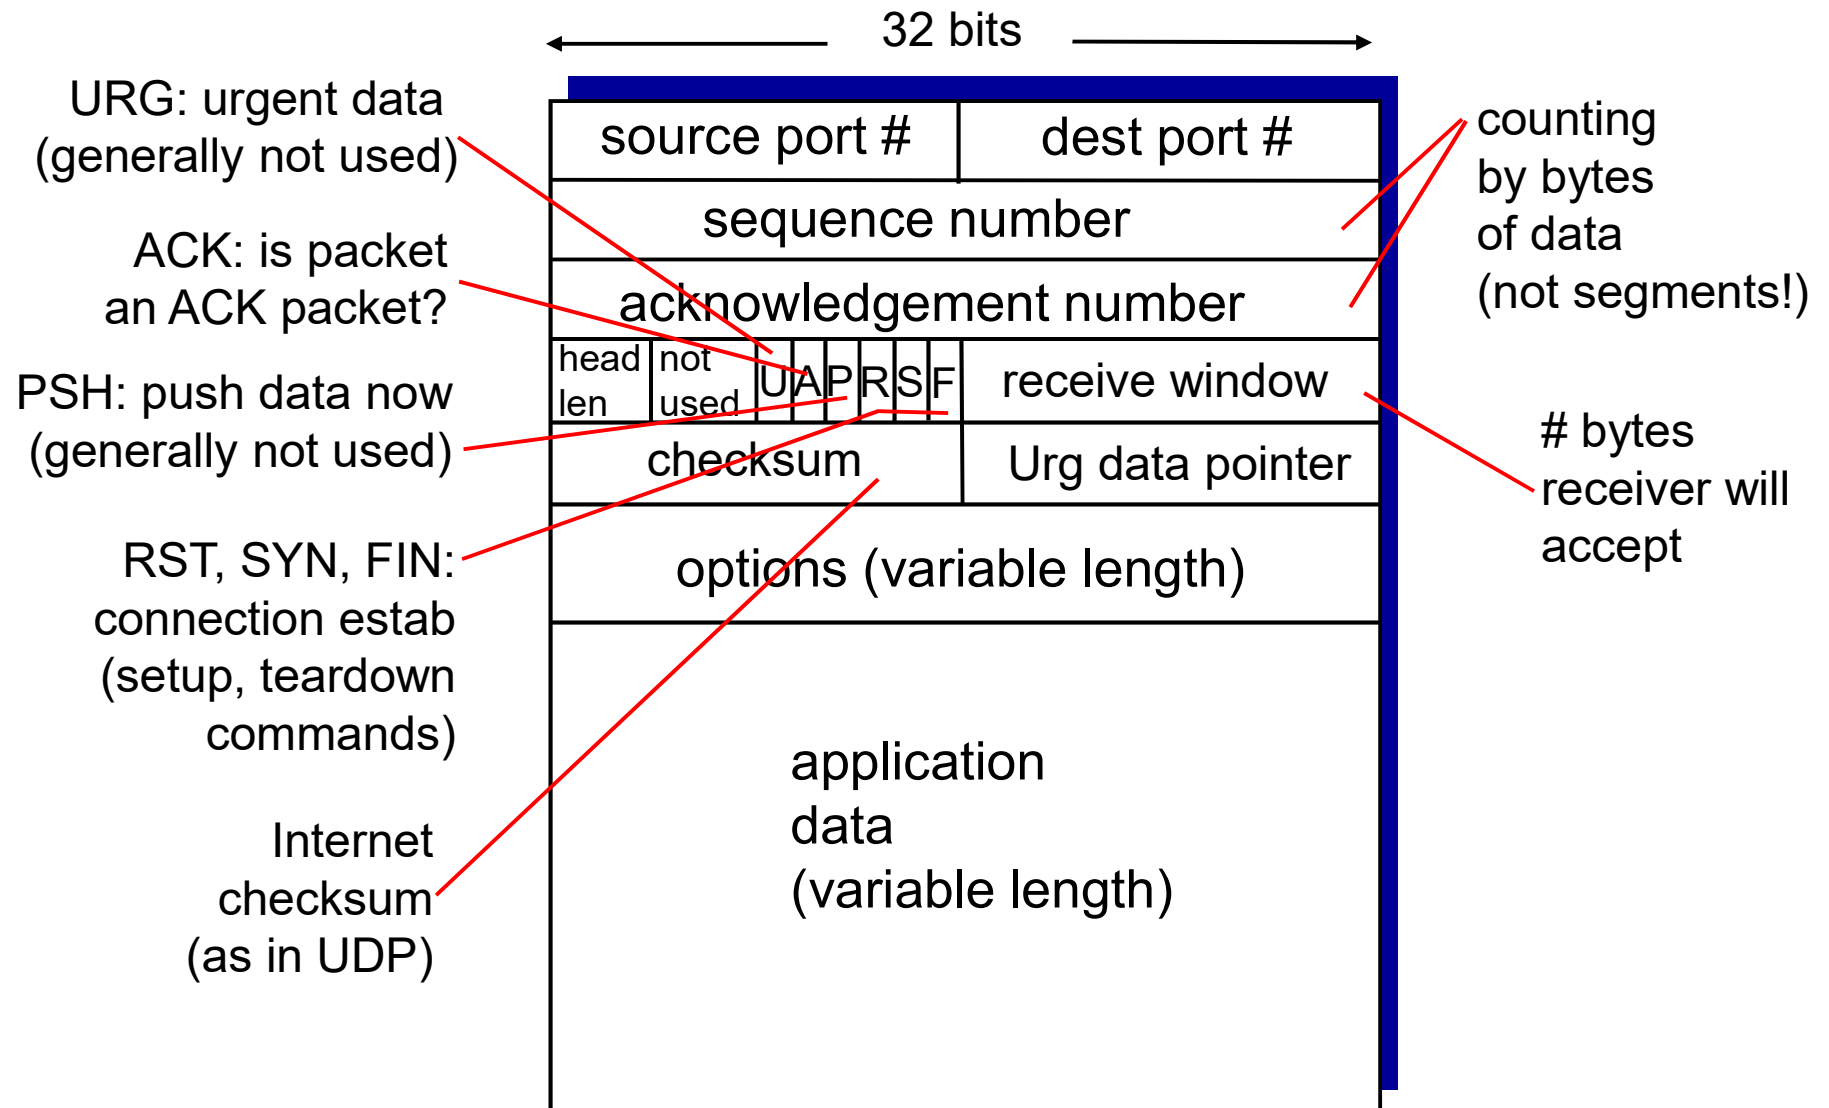 32 bits
URG: urgent data
(generally not used)
ACK: is packet
an ACK packet?
PSH: push data now
(generally not used)
RST, SYN, FIN:
connection estab
(setup, teardown
commands)
Internet
checksum
(as in UDP)
source port #
dest port #
sequence number
acknowledgement number
head
len
not
used
U
A
P
R
S
F
receive window
checksum
Urg data pointer
options (variable length)
application
data
(variable length)
counting
by bytes
of data
(not segments!)
# bytes
receiver will
accept